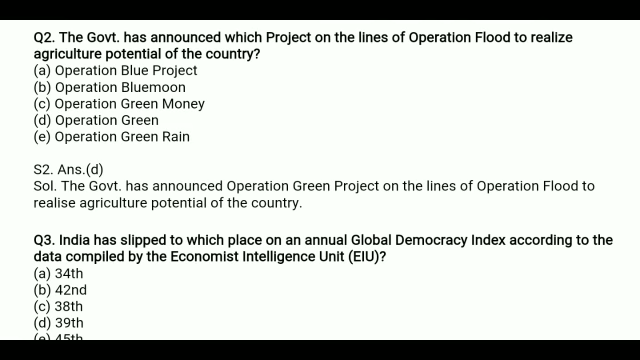 Q2. The Govt. has announced which Project on the lines of Operation Flood to realize
agriculture potential of the country?
(a) Operation Blue Project
(b) Operation Bluemoon
(c) Operation Green Money
(d) Operation Green
(e) Operation Green Rain
S2. Ans.(d)
Sol. The Govt. has announced Operation Green Project on the lines of Operation Flood to
realise agriculture potential of the country.
Q3. India has slipped to which place on an annual Global Democracy Index according to the
data compiled by the Economist Intelligence Unit (EIU)?
(a) 34th
(b) 42nd
(c) 38th
(d) 39th
(e) 45th